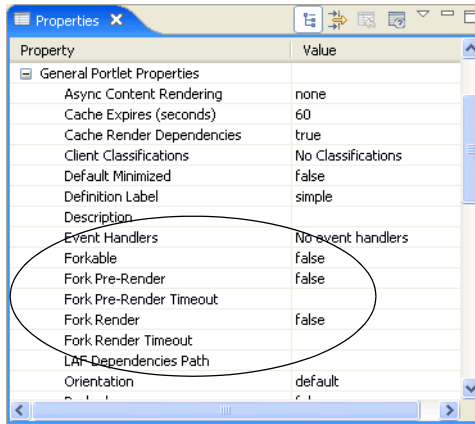 Properties
Property Value
General Portlet Properties
Async Content Rendering none
Cache Expires (seconds) 60
Cache Render Dependencies true
Client Classifications No Classifications
Default Minimized false
Definition Label simple
Description
Event Handlers No event handlers
Forkable false
Fork Pre-Render false
Fork Pre-Render Timeout
Fork Render false
Fork Render Timeout
LAF Dependencies Path
Orientation default